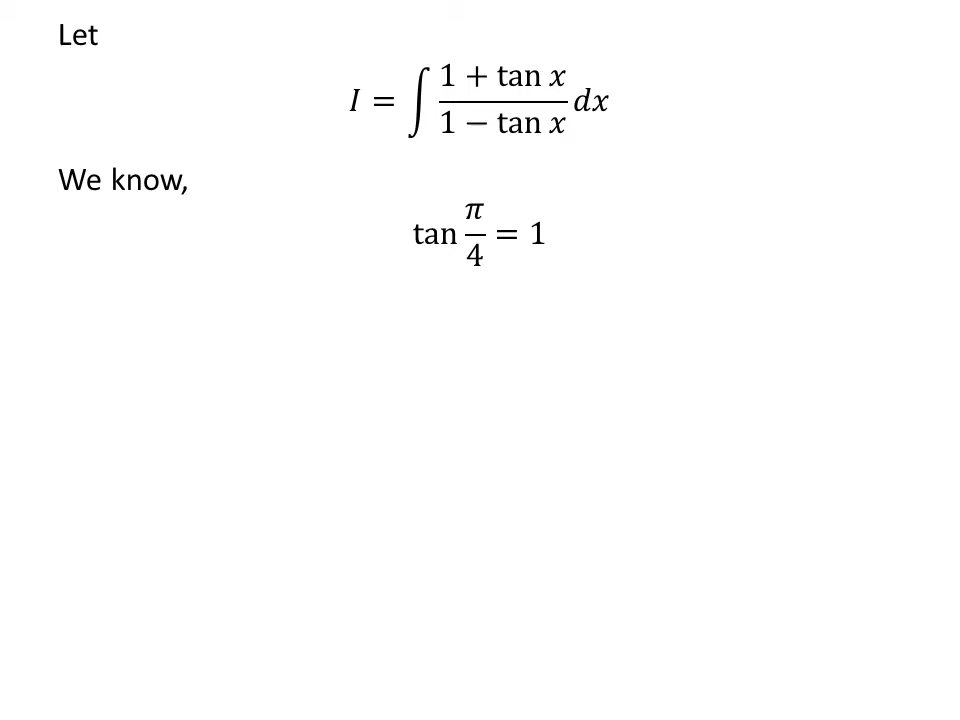 Let
I = ∫ (1 + tan x)/(1 − tan x) dx
We know,
tan π/4 = 1